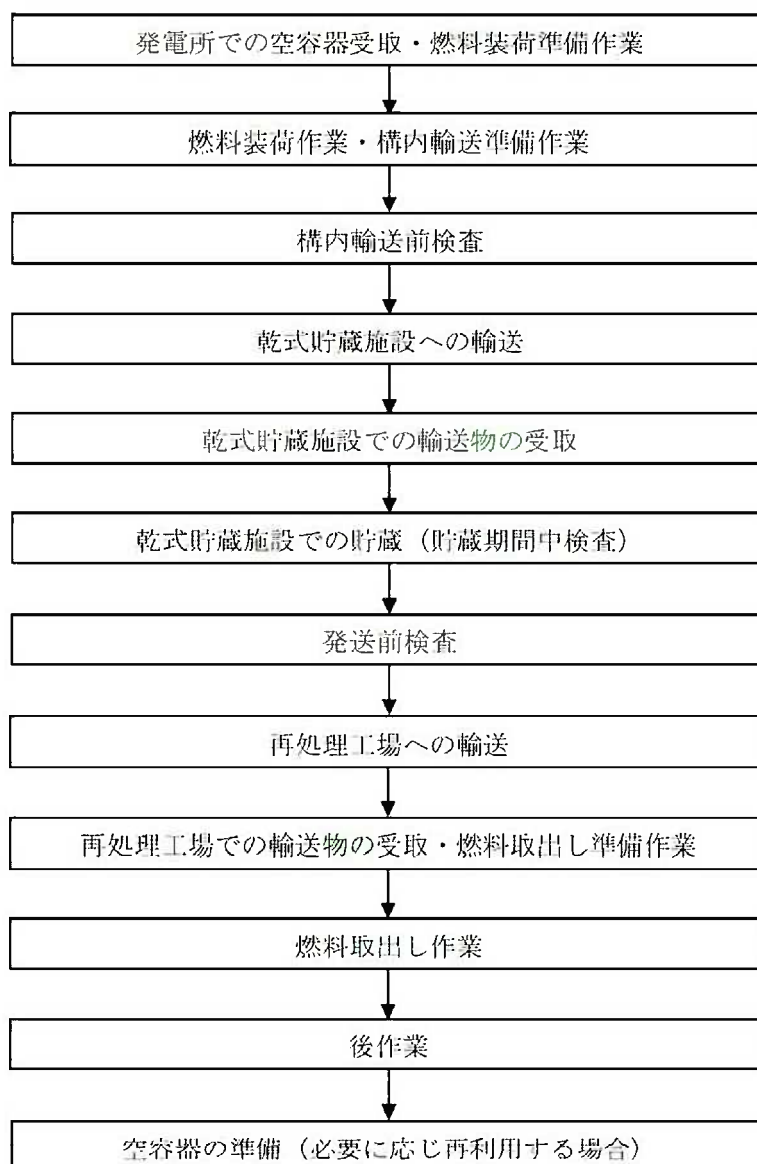 発電所での空容器受取・燃料装荷準備作業
燃料装荷作業・構内輸送準備作業
構内輸送前検査
乾式貯蔵施設への輸送
乾式貯蔵施設での輸送物の受取
乾式貯蔵施設での貯蔵（貯蔵期間中検査）
発送前検査
再処理工場への輸送
再処理工場での輸送物の受取・燃料取出し準備作業
燃料取出し作業
後作業
空容器の準備（必要に応じ再利用する場合）